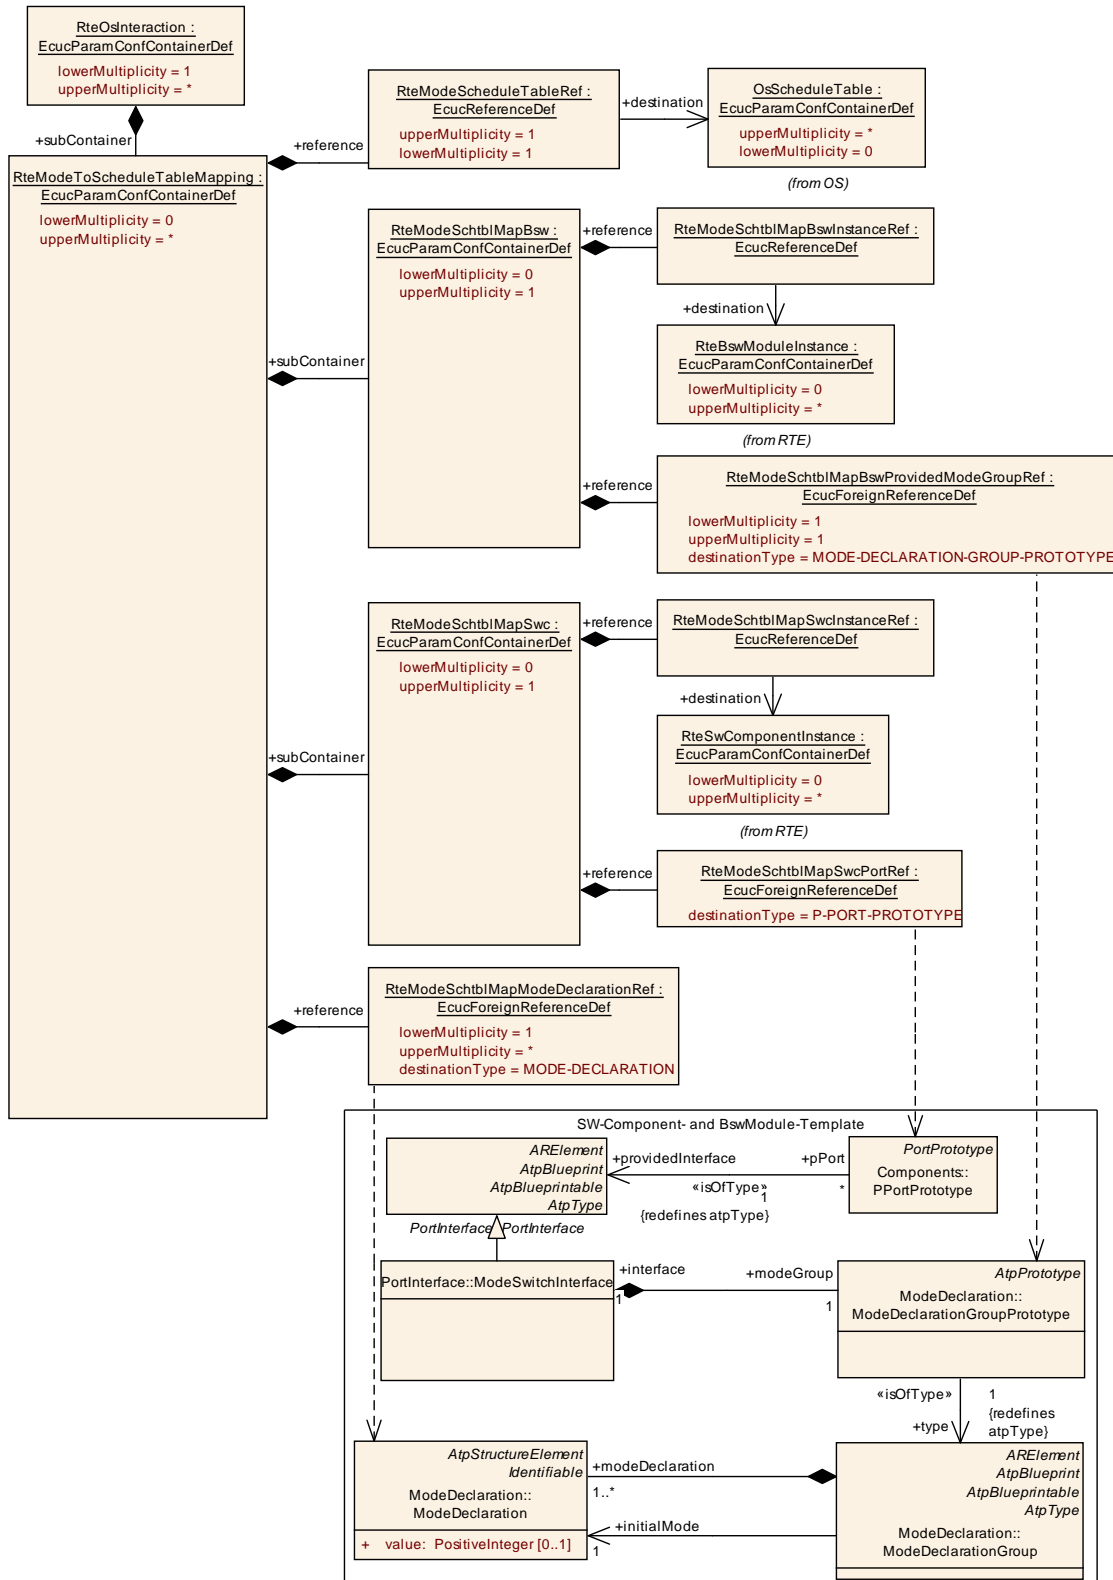 RteOsInteraction :
EcucParamConfContainerDef
lowerMultiplicity = 1
upperMultiplicity = *
+subContainer
RteModeToScheduleTableMapping :
EcucParamConfContainerDef
lowerMultiplicity = 0
upperMultiplicity = *
+reference
RteModeScheduleTableRef :
EcucReferenceDef
upperMultiplicity = 1
lowerMultiplicity = 1
+destination
OsScheduleTable :
EcucParamConfContainerDef
upperMultiplicity = *
lowerMultiplicity = 0
(from OS)
+subContainer
RteModeSchtblMapBsw :
EcucParamConfContainerDef
lowerMultiplicity = 0
upperMultiplicity = 1
+reference
RteModeSchtblMapBswInstanceRef :
EcucReferenceDef
+destination
RteBswModuleInstance :
EcucParamConfContainerDef
lowerMultiplicity = 0
upperMultiplicity = *
(from RTE)
+reference
RteModeSchtblMapBswProvidedModeGroupRef :
EcucForeignReferenceDef
lowerMultiplicity = 1
upperMultiplicity = 1
destinationType = MODE-DECLARATION-GROUP-PROTOTYPE
+subContainer
RteModeSchtblMapSwc :
EcucParamConfContainerDef
lowerMultiplicity = 0
upperMultiplicity = 1
+reference
RteModeSchtblMapSwcInstanceRef :
EcucReferenceDef
+destination
RteSwComponentInstance :
EcucParamConfContainerDef
lowerMultiplicity = 0
upperMultiplicity = *
(from RTE)
+reference
RteModeSchtblMapSwcPortRef :
EcucForeignReferenceDef
destinationType = P-PORT-PROTOTYPE
+reference
RteModeSchtblMapModeDeclarationRef :
EcucForeignReferenceDef
lowerMultiplicity = 1
upperMultiplicity = *
destinationType = MODE-DECLARATION
SW-Component- and BswModule-Template
ARElement
AtpBlueprint
AtpBlueprintable
AtpType
PortInterface::PortInterface
+providedInterface
+pPort
«isOfType»
1
*
{redefines atpType}
PortPrototype
Components::
PPortPrototype
PortInterface::ModeSwitchInterface
+interface
+modeGroup
1
1
AtpPrototype
ModeDeclaration::
ModeDeclarationGroupPrototype
«isOfType»
1
{redefines
atpType}
+type
AtpStructureElement
Identifiable
ModeDeclaration::
ModeDeclaration
+ value: PositiveInteger [0..1]
+modeDeclaration
1..*
+initialMode
1
ARElement
AtpBlueprint
AtpBlueprintable
AtpType
ModeDeclaration::
ModeDeclarationGroup